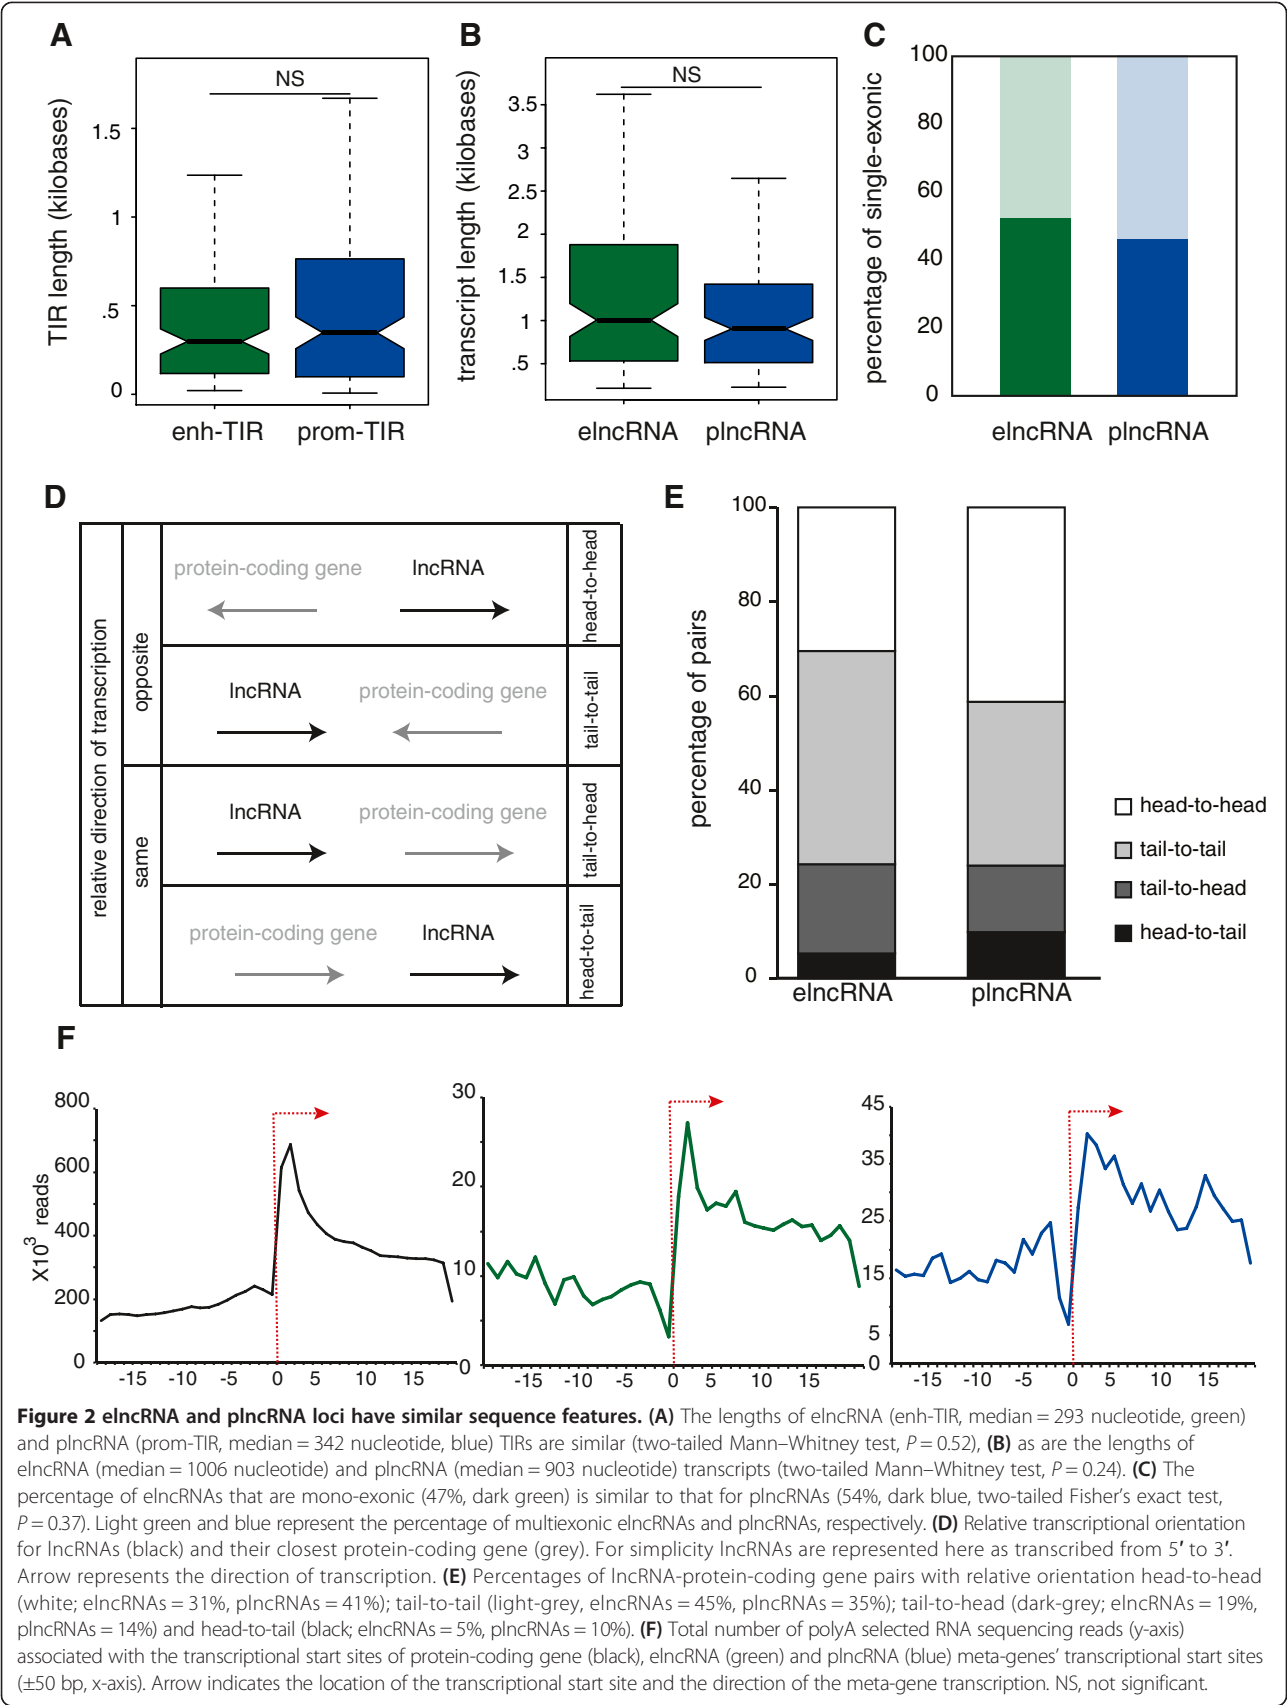 A
NS
TIR length (kilobases)
1.5
1
.5
0
enh-TIR prom-TIR
B
NS
transcript length (kilobases)
3.5
3
2.5
2
1.5
1
.5
elncRNA plncRNA
C
percentage of single-exonic
100
80
60
40
20
0
elncRNA plncRNA
D
relative direction of transcription
opposite
same
protein-coding gene lncRNA
head-to-head
lncRNA protein-coding gene
tail-to-tail
lncRNA protein-coding gene
tail-to-head
protein-coding gene lncRNA
head-to-tail
E
percentage of pairs
100
80
60
40
20
0
elncRNA plncRNA
head-to-head
tail-to-tail
tail-to-head
head-to-tail
F
X10³ reads
800
600
400
200
0
-15 -10 -5 0 5 10 15
30
20
10
0
-15 -10 -5 0 5 10 15
45
35
25
15
5
0
-15 -10 -5 0 5 10 15
Figure 2 elncRNA and plncRNA loci have similar sequence features. (A) The lengths of elncRNA (enh-TIR, median = 293 nucleotide, green)
and plncRNA (prom-TIR, median = 342 nucleotide, blue) TIRs are similar (two-tailed Mann–Whitney test, P = 0.52), (B) as are the lengths of
elncRNA (median = 1006 nucleotide) and plncRNA (median = 903 nucleotide) transcripts (two-tailed Mann–Whitney test, P = 0.24). (C) The
percentage of elncRNAs that are mono-exonic (47%, dark green) is similar to that for plncRNAs (54%, dark blue, two-tailed Fisher's exact test,
P = 0.37). Light green and blue represent the percentage of multiexonic elncRNAs and plncRNAs, respectively. (D) Relative transcriptional orientation
for lncRNAs (black) and their closest protein-coding gene (grey). For simplicity lncRNAs are represented here as transcribed from 5′ to 3′.
Arrow represents the direction of transcription. (E) Percentages of lncRNA-protein-coding gene pairs with relative orientation head-to-head
(white; elncRNAs = 31%, plncRNAs = 41%); tail-to-tail (light-grey, elncRNAs = 45%, plncRNAs = 35%); tail-to-head (dark-grey; elncRNAs = 19%,
plncRNAs = 14%) and head-to-tail (black; elncRNAs = 5%, plncRNAs = 10%). (F) Total number of polyA selected RNA sequencing reads (y-axis)
associated with the transcriptional start sites of protein-coding gene (black), elncRNA (green) and plncRNA (blue) meta-genes' transcriptional start sites
(±50 bp, x-axis). Arrow indicates the location of the transcriptional start site and the direction of the meta-gene transcription. NS, not significant.